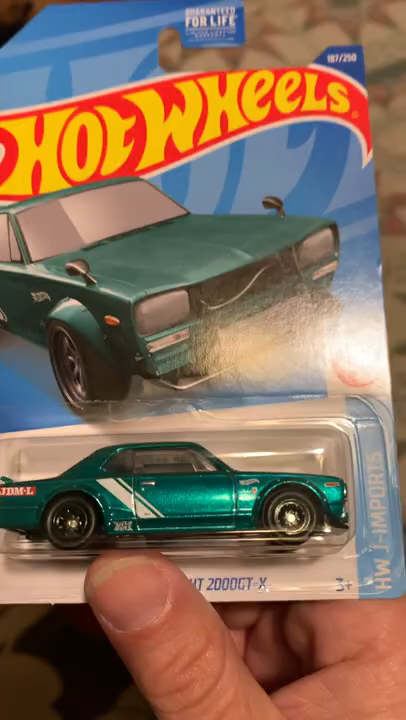 GUARANTEED
FOR LIFE
187/250
HOT WHEELS
JDM-L
HT 2000GT-X
3+
HW J-IMPORTS